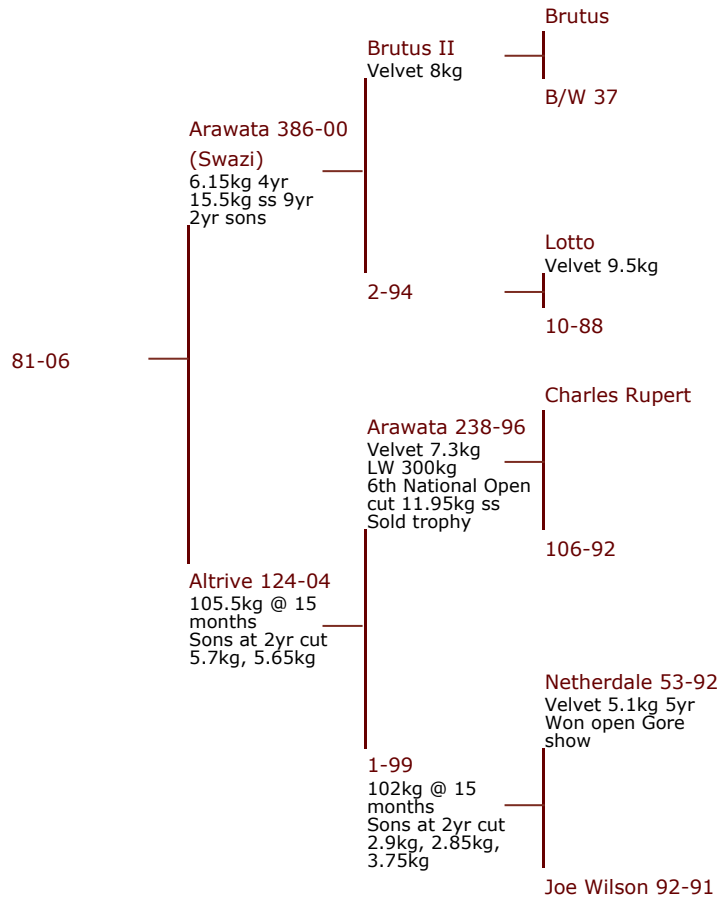 Brutus
Brutus II
Velvet 8kg
B/W 37
Arawata 386-00
(Swazi)
6.15kg 4yr
15.5kg ss 9yr
2yr sons
Lotto
Velvet 9.5kg
2-94
10-88
81-06
Charles Rupert
Arawata 238-96
Velvet 7.3kg
LW 300kg
6th National Open
cut 11.95kg ss
Sold trophy
106-92
Altrive 124-04
105.5kg @ 15
months
Sons at 2yr cut
5.7kg, 5.65kg
Netherdale 53-92
Velvet 5.1kg 5yr
Won open Gore
show
1-99
102kg @ 15
months
Sons at 2yr cut
2.9kg, 2.85kg,
3.75kg
Joe Wilson 92-91